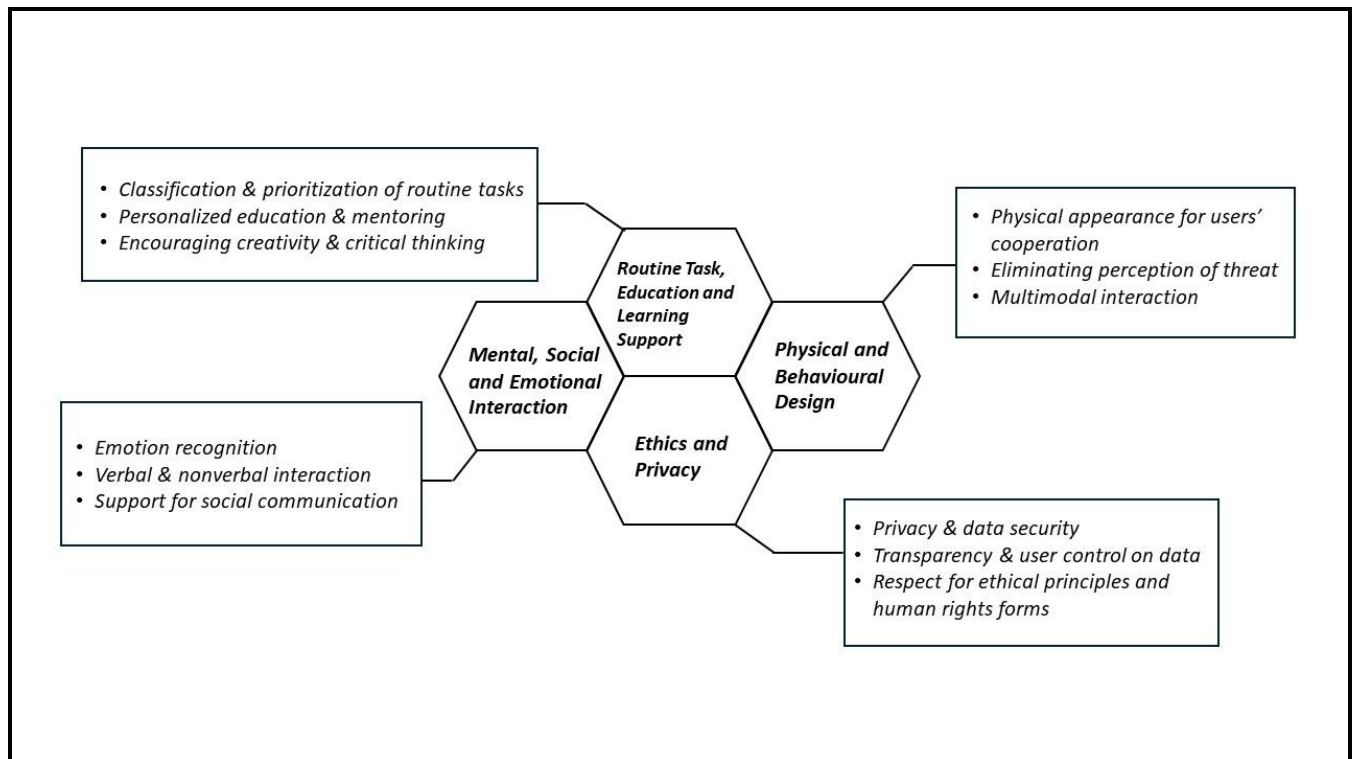 • Classification & prioritization of routine tasks
• Personalized education & mentoring
• Encouraging creativity & critical thinking
Routine Task,
Education and
Learning
Support
• Physical appearance for users’
cooperation
• Eliminating perception of threat
• Multimodal interaction
Mental, Social
and Emotional
Interaction
Physical and
Behavioural
Design
• Emotion recognition
• Verbal & nonverbal interaction
• Support for social communication
Ethics and
Privacy
• Privacy & data security
• Transparency & user control on data
• Respect for ethical principles and
human rights forms